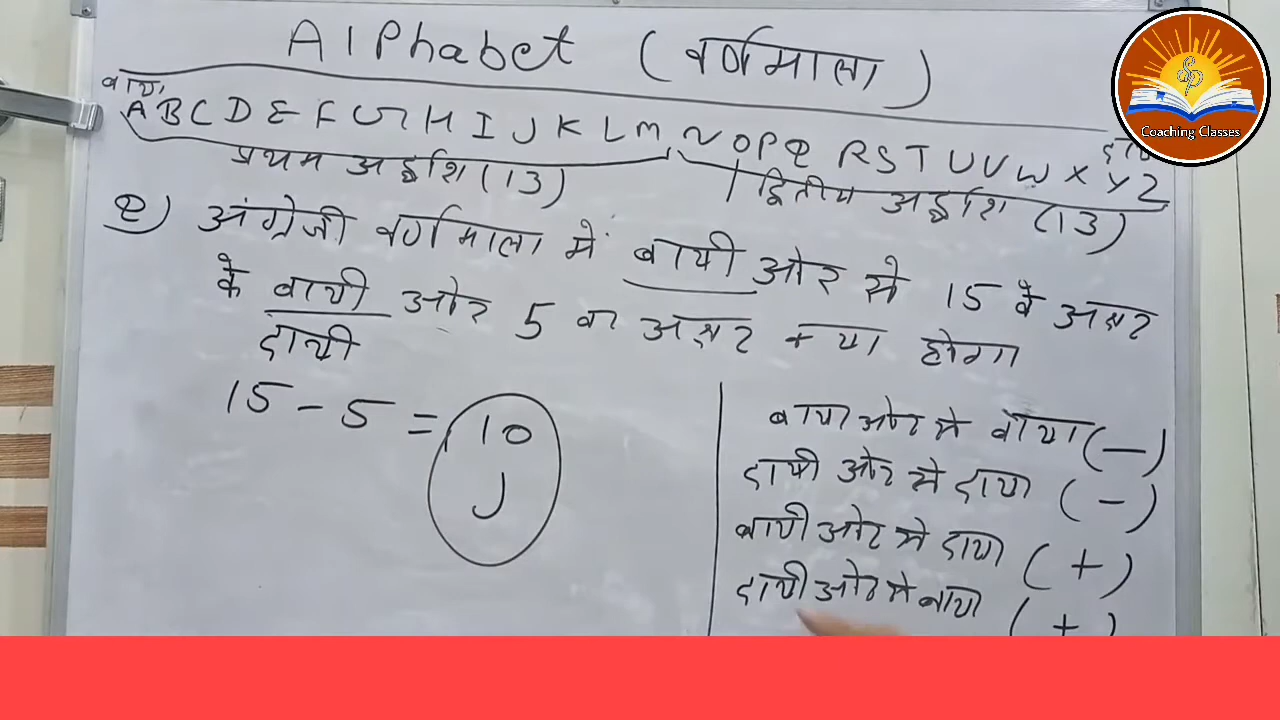 Alphabet (वर्णमाला)
बायां
A B C D E F G H I J K L M N O P Q R S T U V W X Y Z
प्रथम अर्द्धांश (13) द्वितीय अर्द्धांश (13)
Q) अंग्रेजी वर्णमाला में बायी ओर से 15 वे अक्षर
के बायी ओर 5 वा अक्षर क्या होगा
दायी
15 - 5 = 10
J
बाया ओर से बाया (-)
दायी ओर से दाया (-)
बायी ओर से दाया (+)
दायी ओर से बाया (+)
SP
Coaching Classes